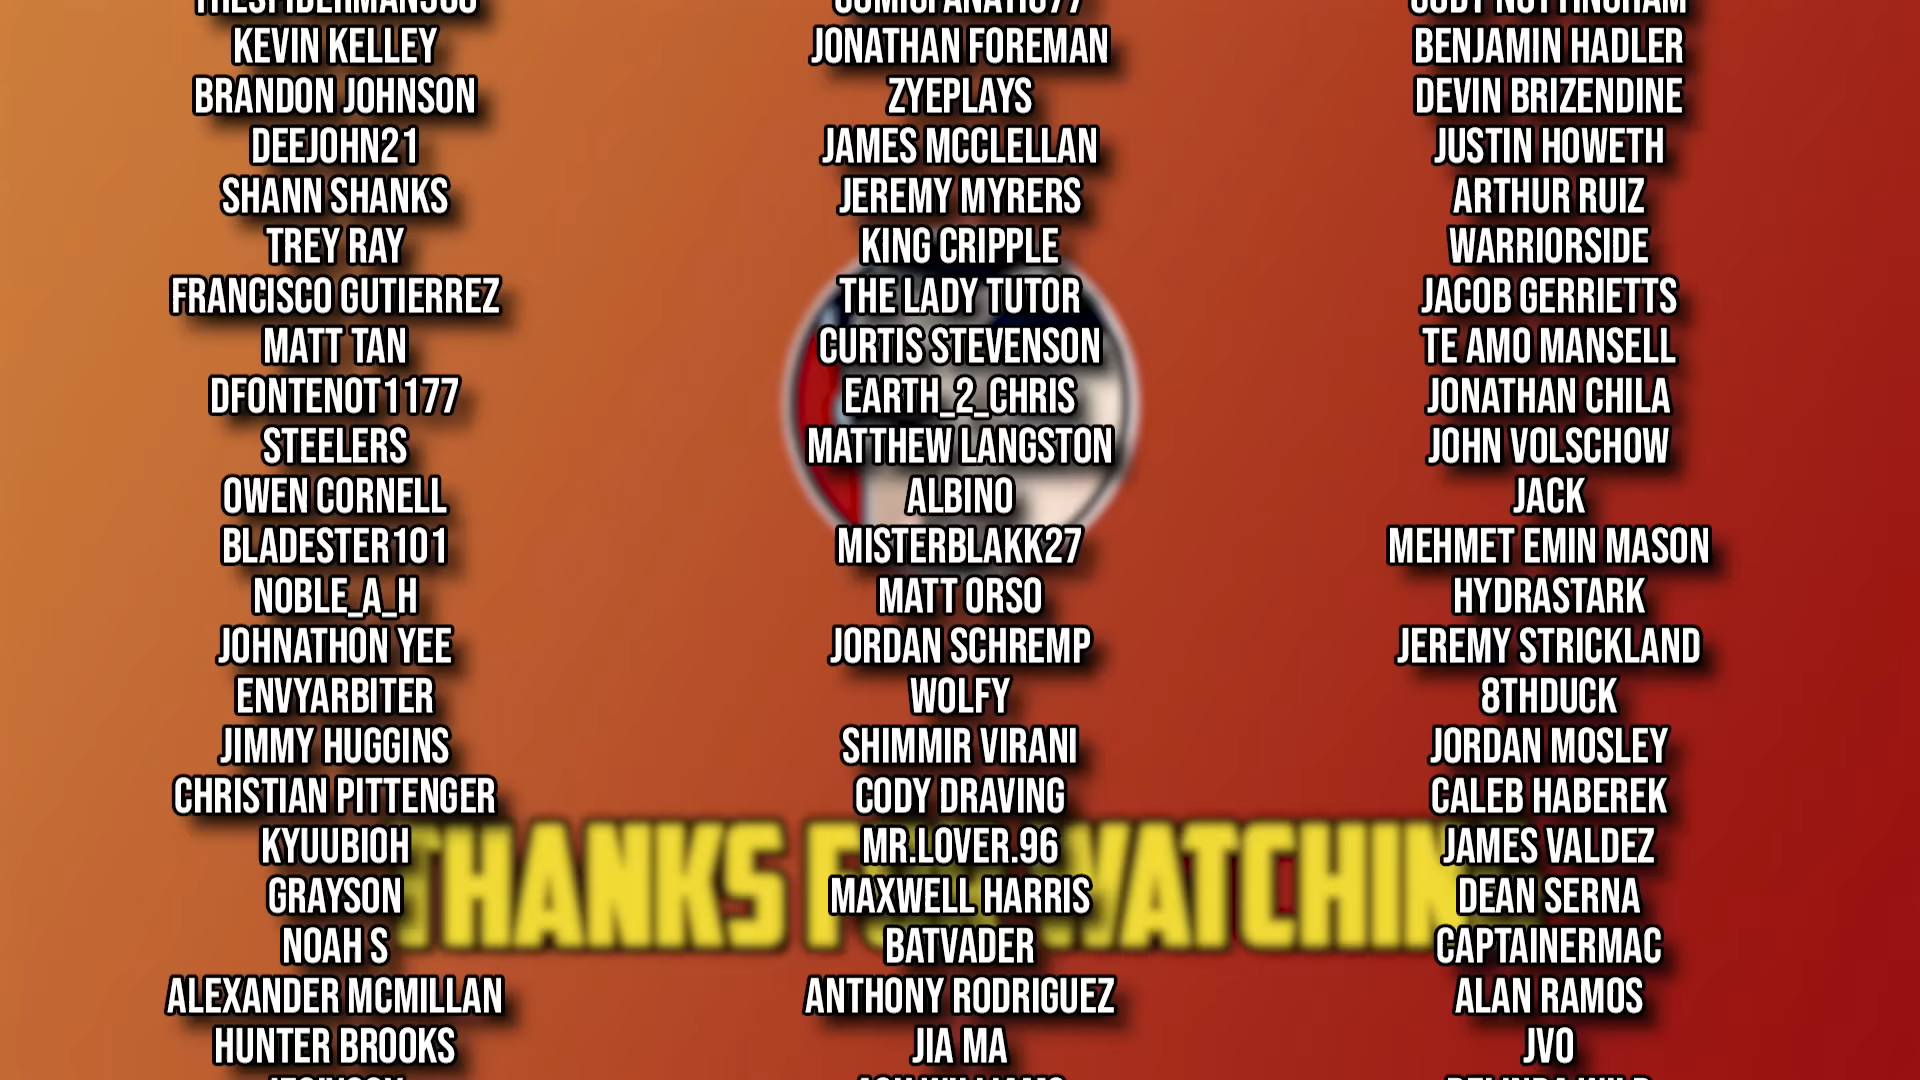 KEVIN KELLEY
BRANDON JOHNSON
DEEJOHN21
SHANN SHANKS
TREY RAY
FRANCISCO GUTIERREZ
MATT TAN
DFONTENOT1177
STEELERS
OWEN CORNELL
BLADESTER101
NOBLE_A_H
JOHNATHON YEE
ENVYARBITER
JIMMY HUGGINS
CHRISTIAN PITTENGER
KYUUBIOH
GRAYSON
NOAH S
ALEXANDER MCMILLAN
HUNTER BROOKS
JONATHAN FOREMAN
ZYEPLAYS
JAMES MCCLELLAN
JEREMY MYRERS
KING CRIPPLE
THE LADY TUTOR
CURTIS STEVENSON
EARTH_2_CHRIS
MATTHEW LANGSTON
ALBINO
MISTERBLAKK27
MATT ORSO
JORDAN SCHREMP
WOLFY
SHIMMIR VIRANI
CODY DRAVING
MR.LOVER.96
MAXWELL HARRIS
BATVADER
ANTHONY RODRIGUEZ
JIA MA
BENJAMIN HADLER
DEVIN BRIZENDINE
JUSTIN HOWETH
ARTHUR RUIZ
WARRIORSIDE
JACOB GERRIETTS
TE AMO MANSELL
JONATHAN CHILA
JOHN VOLSCHOW
JACK
MEHMET EMIN MASON
HYDRASTARK
JEREMY STRICKLAND
8THDUCK
JORDAN MOSLEY
CALEB HABEREK
JAMES VALDEZ
DEAN SERNA
CAPTAINERMAC
ALAN RAMOS
JVO
THANKS FOR WATCHING